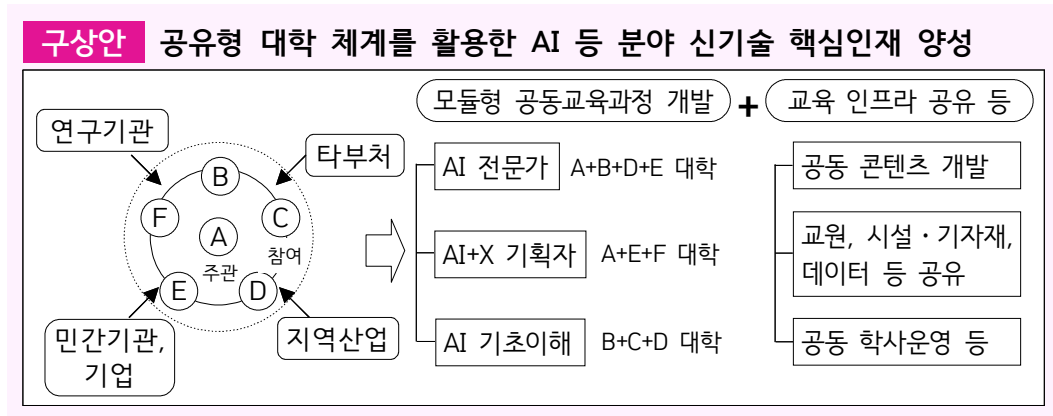 구상안 공유형 대학 체계를 활용한 AI 등 분야 신기술 핵심인재 양성
연구기관
타부처
B
F
C
A
참여
주관
E
D
민간기관,
기업
지역산업
모듈형 공동교육과정 개발 + 교육 인프라 공유 등
AI 전문가 A+B+D+E 대학
AI+X 기획자 A+E+F 대학
AI 기초이해 B+C+D 대학
공동 콘텐츠 개발
교원, 시설·기자재,
데이터 등 공유
공동 학사운영 등